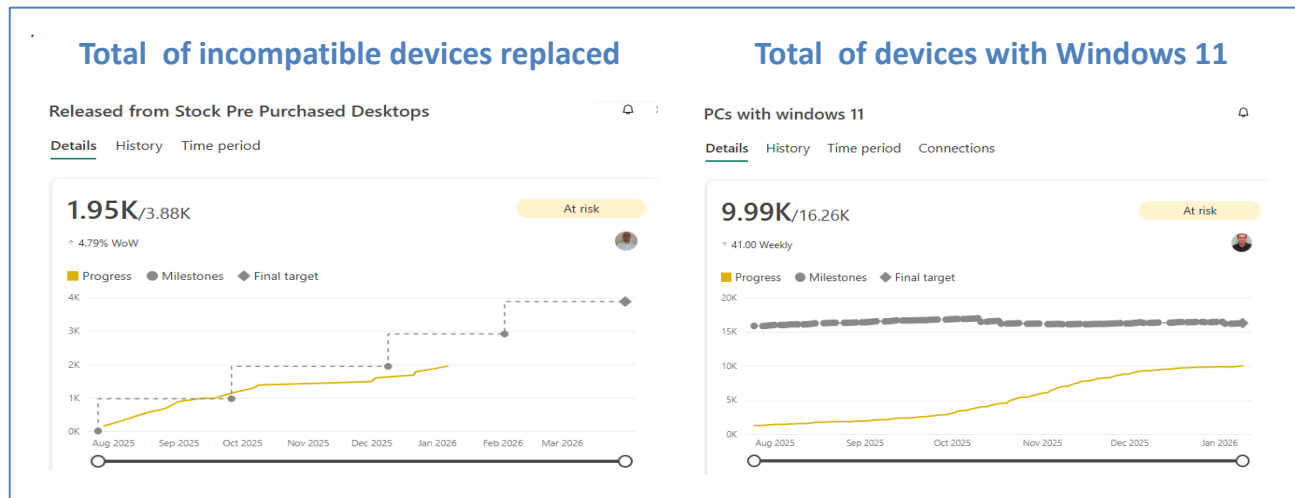 Total of incompatible devices replaced
Released from Stock Pre Purchased Desktops
Details History Time period
1.95K/3.88K
At risk
↑ 4.79% WoW
Progress Milestones Final target
4K
3K
2K
1K
0K
Aug 2025 Sep 2025 Oct 2025 Nov 2025 Dec 2025 Jan 2026 Feb 2026 Mar 2026
Total of devices with Windows 11
PCs with windows 11
Details History Time period Connections
9.99K/16.26K
At risk
↑ 41.00 Weekly
Progress Milestones Final target
20K
15K
10K
5K
0K
Aug 2025 Sep 2025 Oct 2025 Nov 2025 Dec 2025 Jan 2026